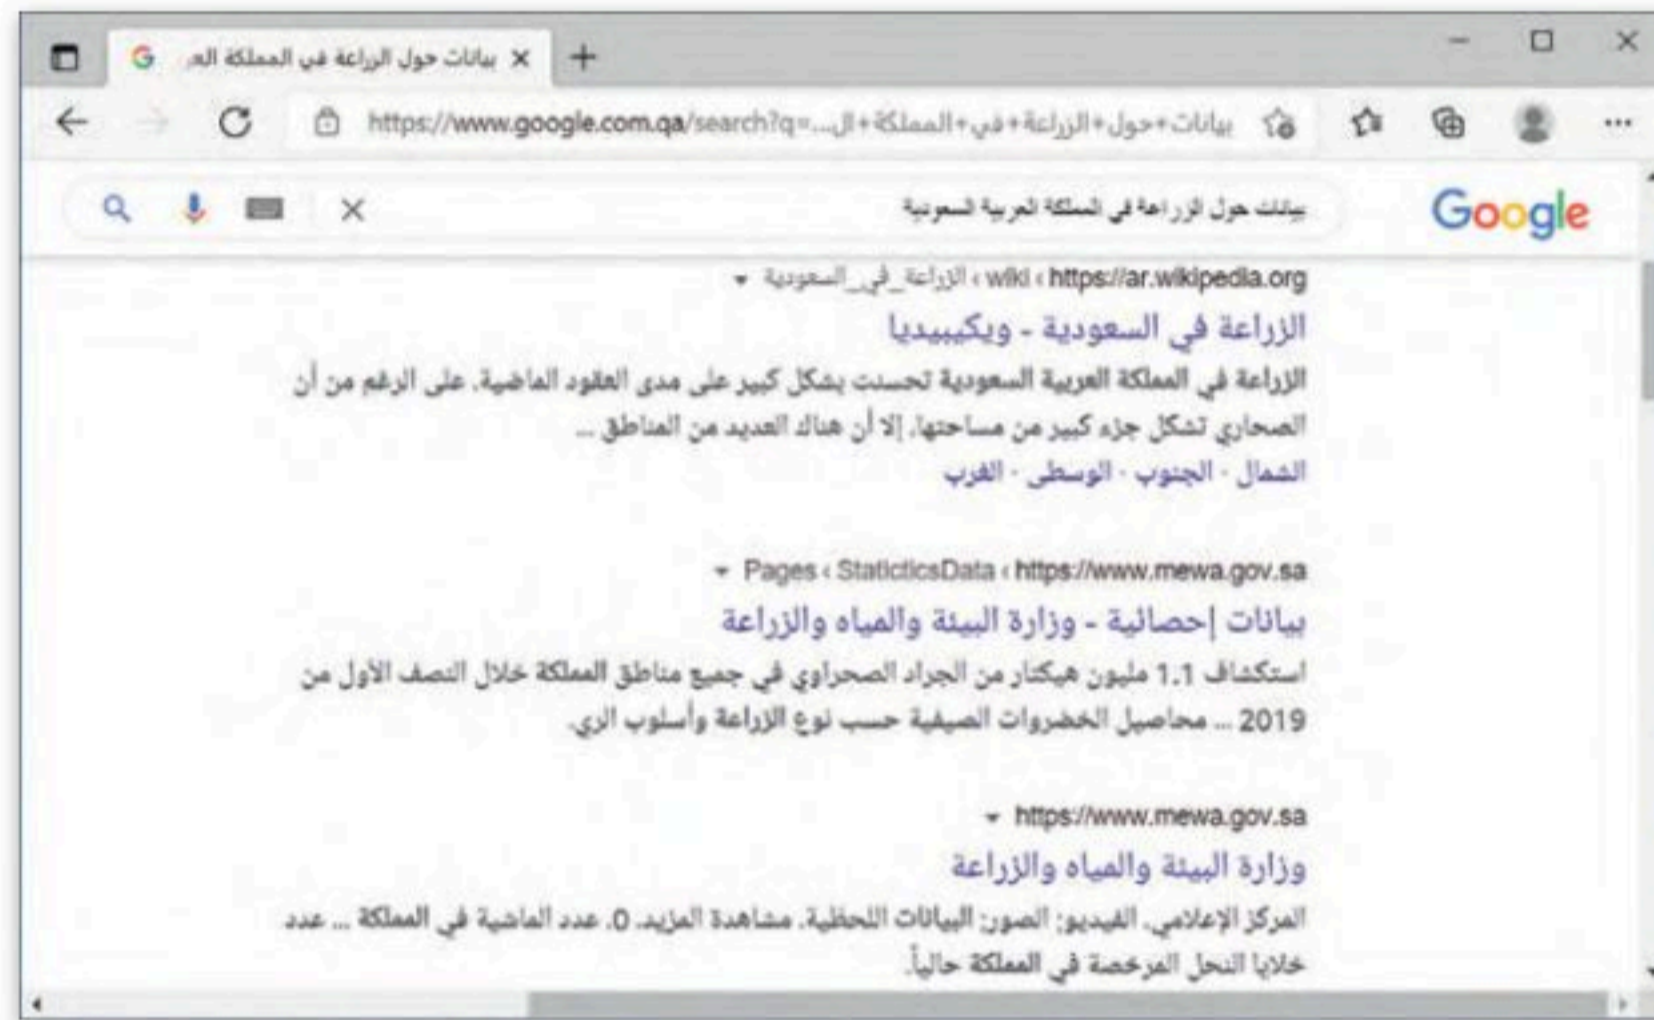 بيانات حول الزراعة في المملكة العر
https://www.google.com.qa/search?q=...بيانات+حول+الزراعة+في+المملكة+ال
بيانات حول الزراعة في المملكة العربية السعودية
Google
https://ar.wikipedia.org › wiki › الزراعة_في_السعودية
الزراعة في السعودية - ويكيبيديا
الزراعة في المملكة العربية السعودية تحسنت بشكل كبير على مدى العقود الماضية. على الرغم من أن
الصحاري تشكل جزء كبير من مساحتها، إلا أن هناك العديد من المناطق ...
الشمال · الجنوب · الوسطى · الغرب
https://www.mewa.gov.sa › StaticticsData › Pages
بيانات إحصائية - وزارة البيئة والمياه والزراعة
استكشاف 1.1 مليون هيكتار من الجراد الصحراوي في جميع مناطق المملكة خلال النصف الأول من
2019 ... محاصيل الخضروات الصيفية حسب نوع الزراعة وأسلوب الري.
https://www.mewa.gov.sa
وزارة البيئة والمياه والزراعة
المركز الإعلامي. الفيديو: الصور: البيانات اللحظية. مشاهدة المزيد. 0. عدد الماشية في المملكة ... عدد
خلايا النحل المرخصة في المملكة حالياً.